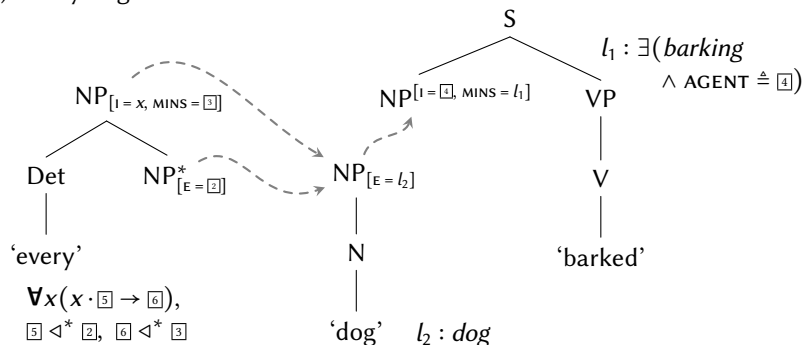 S
l₁ : ∃(barking
∧ AGENT ≜ 4)
NP[I = x, MINS = 3]
NP[I = 4, MINS = l₁]
VP
Det
NP*[E = 2]
NP[E = l₂]
V
‘every’
N
‘barked’
∀x(x · 5 → 6),
5 ⊲* 2, 6 ⊲* 3
‘dog’
l₂ : dog